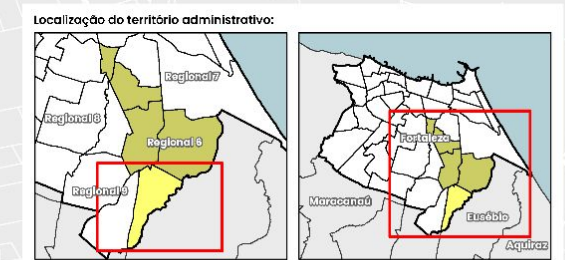 Localização do território administrativo:
Regional 7
Regional 8
Regional 6
Regional 9
Fortaleza
Maracanaú
Eusébio
Aquiraz